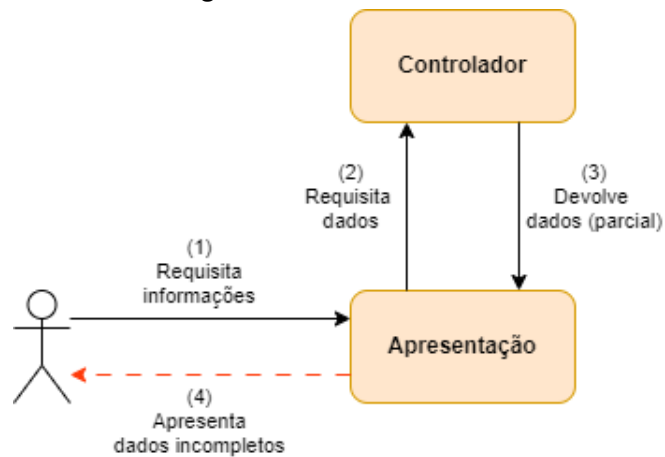 Controlador
(2)
Requisita
dados
(3)
Devolve
dados (parcial)
(1)
Requisita
informações
Apresentação
(4)
Apresenta
dados incompletos